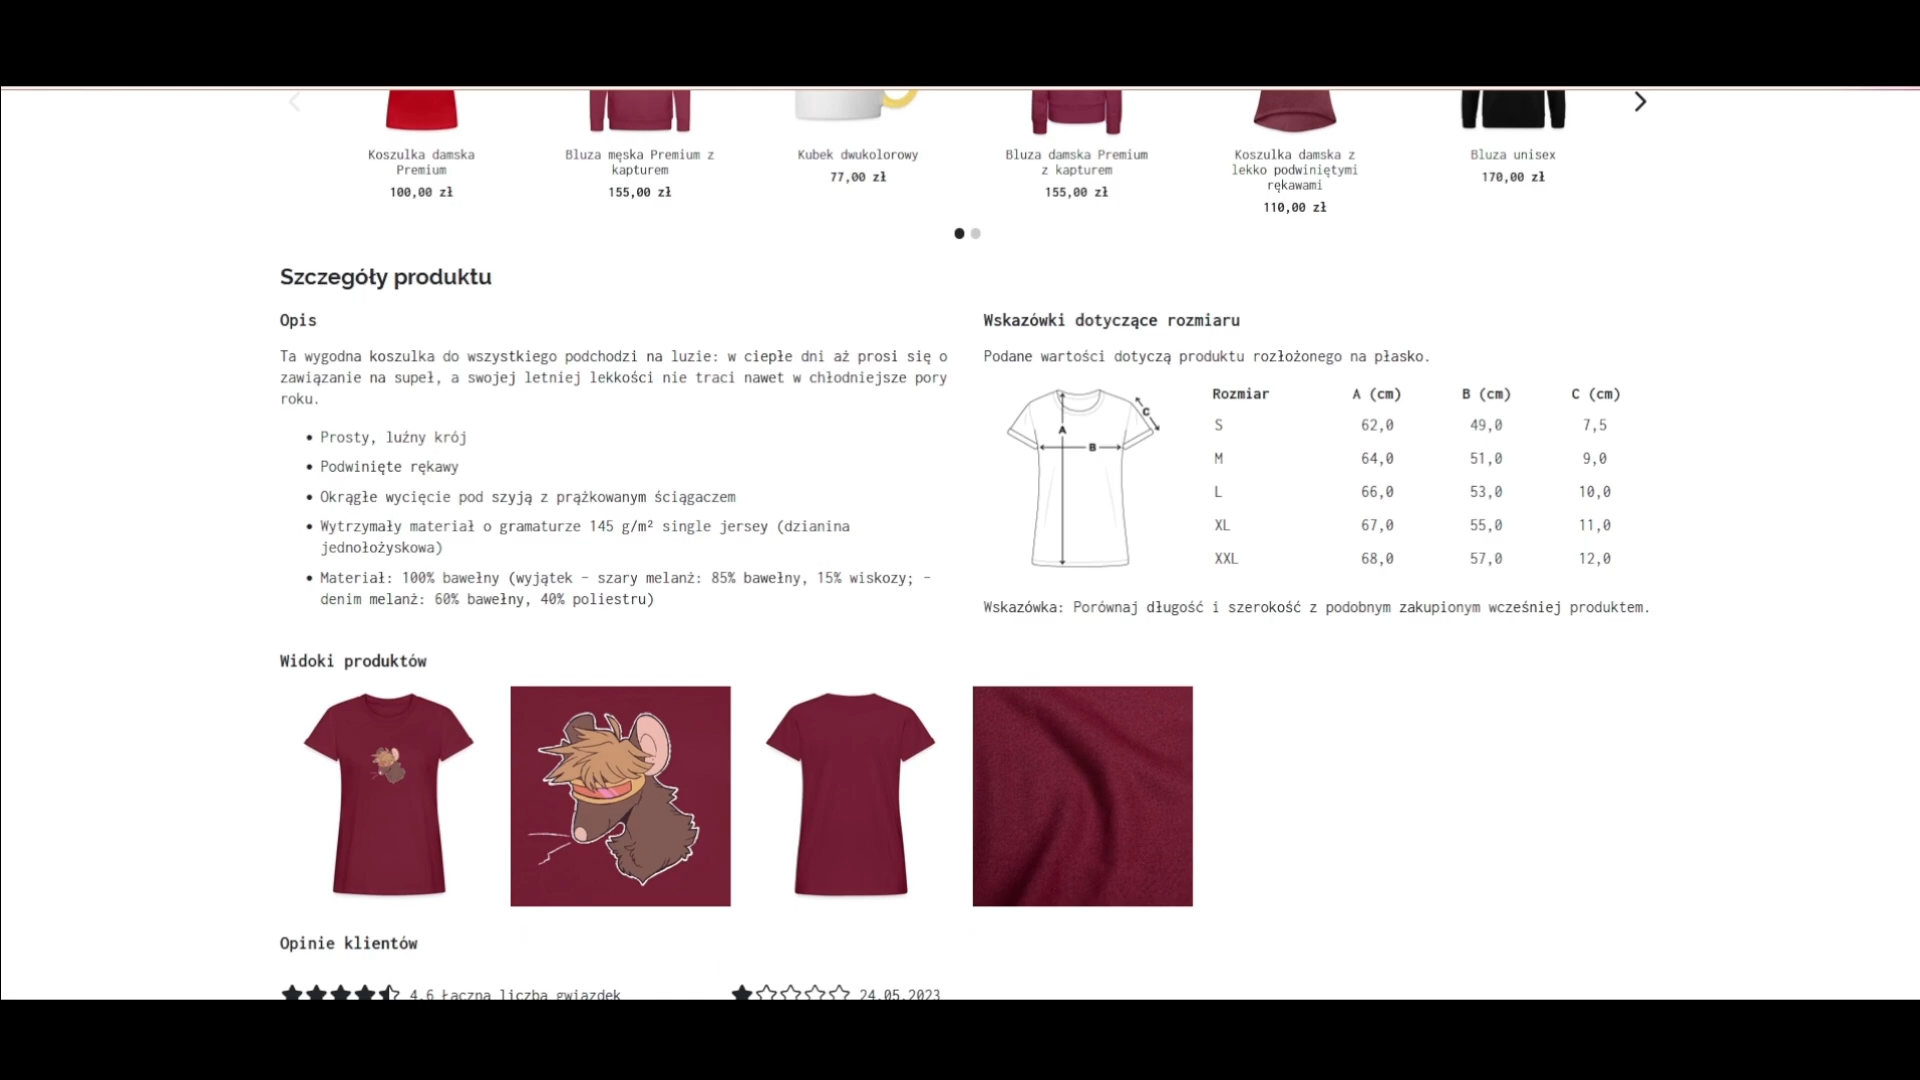 Koszulka damska
Premium
100,00 zł
Bluza męska Premium z
kapturem
155,00 zł
Kubek dwukolorowy
77,00 zł
Bluza damska Premium
z kapturem
155,00 zł
Koszulka damska z
lekko podwiniętymi
rękawami
110,00 zł
Bluza unisex
170,00 zł
Szczegóły produktu
Opis
Ta wygodna koszulka do wszystkiego podchodzi na luzie: w ciepłe dni aż prosi się o
zawiązanie na supeł, a swojej letniej lekkości nie traci nawet w chłodniejsze pory
roku.
• Prosty, luźny krój
• Podwinięte rękawy
• Okrągłe wycięcie pod szyją z prążkowanym ściągaczem
• Wytrzymały materiał o gramaturze 145 g/m² single jersey (dzianina
jednołożyskowa)
• Materiał: 100% bawełny (wyjątek – szary melanż: 85% bawełny, 15% wiskozy; –
denim melanż: 60% bawełny, 40% poliestru)
Wskazówki dotyczące rozmiaru
Podane wartości dotyczą produktu rozłożonego na płasko.
A
B
C
Rozmiar A (cm) B (cm) C (cm)
S 62,0 49,0 7,5
M 64,0 51,0 9,0
L 66,0 53,0 10,0
XL 67,0 55,0 11,0
XXL 68,0 57,0 12,0
Wskazówka: Porównaj długość i szerokość z podobnym zakupionym wcześniej produktem.
Widoki produktów
Opinie klientów
4.6 Łączna liczba gwiazdek
24.05.2023